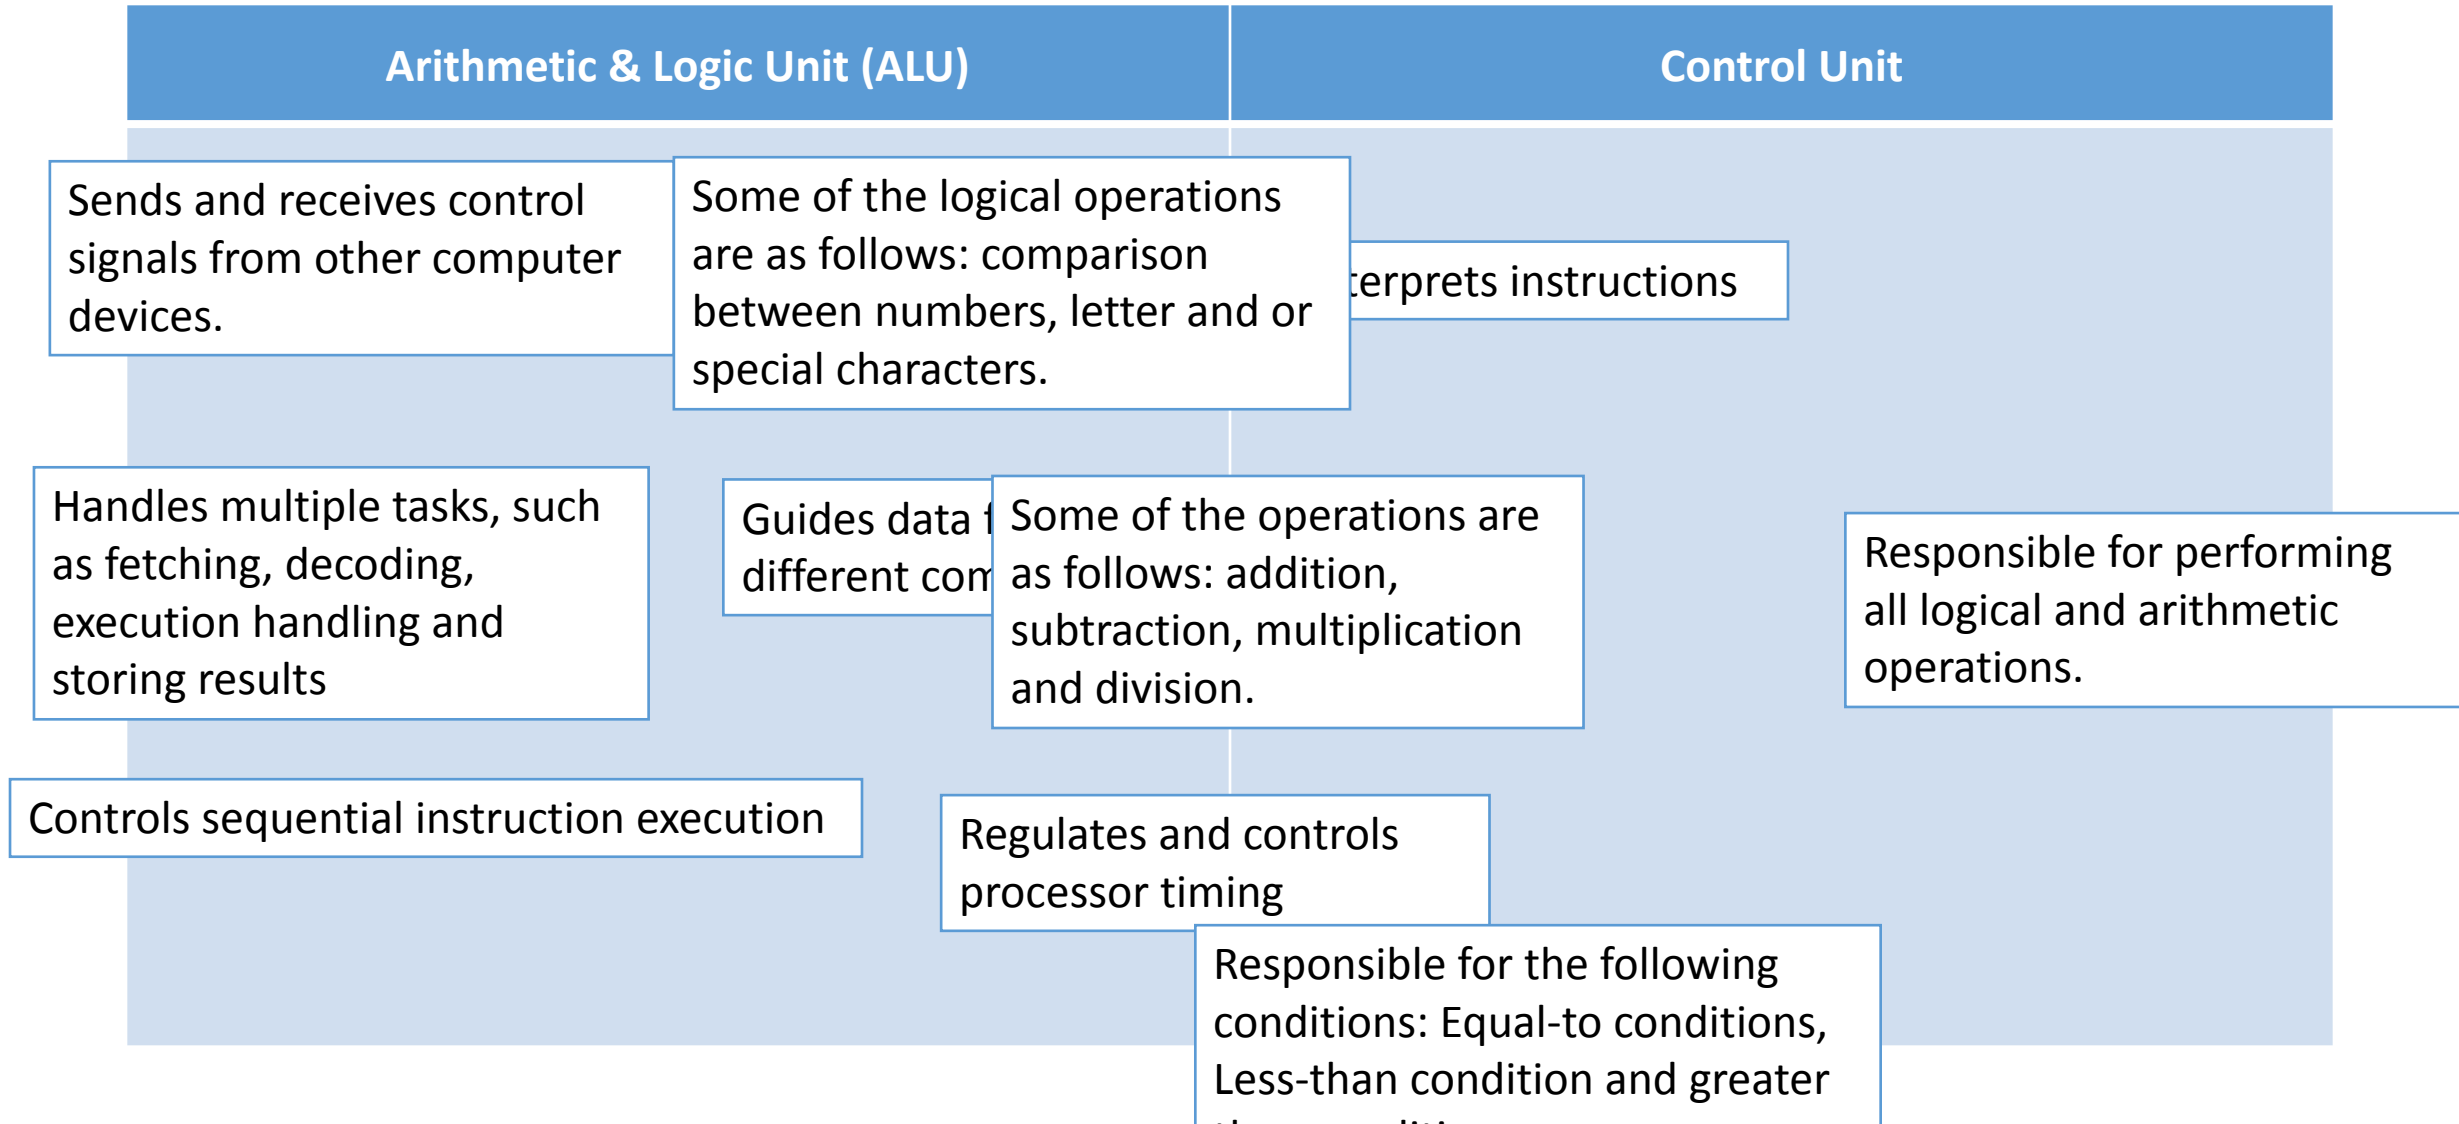 Arithmetic & Logic Unit (ALU)
Control Unit
Sends and receives control
signals from other computer
devices.
Some of the logical operations
are as follows: comparison
between numbers, letter and or
special characters.
terprets instructions
Handles multiple tasks, such
as fetching, decoding,
execution handling and
storing results
Guides data
different com
Some of the operations are
as follows: addition,
subtraction, multiplication
and division.
Responsible for performing
all logical and arithmetic
operations.
Controls sequential instruction execution
Regulates and controls
processor timing
Responsible for the following
conditions: Equal-to conditions,
Less-than condition and greater